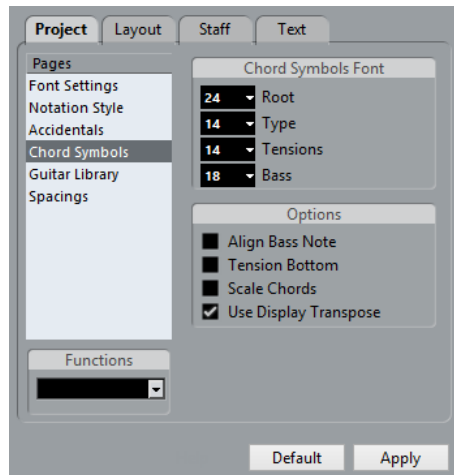 Project Layout Staff Text
Pages
Font Settings
Notation Style
Accidentals
Chord Symbols
Guitar Library
Spacings
Functions
Chord Symbols Font
24 Root
14 Type
14 Tensions
18 Bass
Options
Align Bass Note
Tension Bottom
Scale Chords
Use Display Transpose
Default Apply